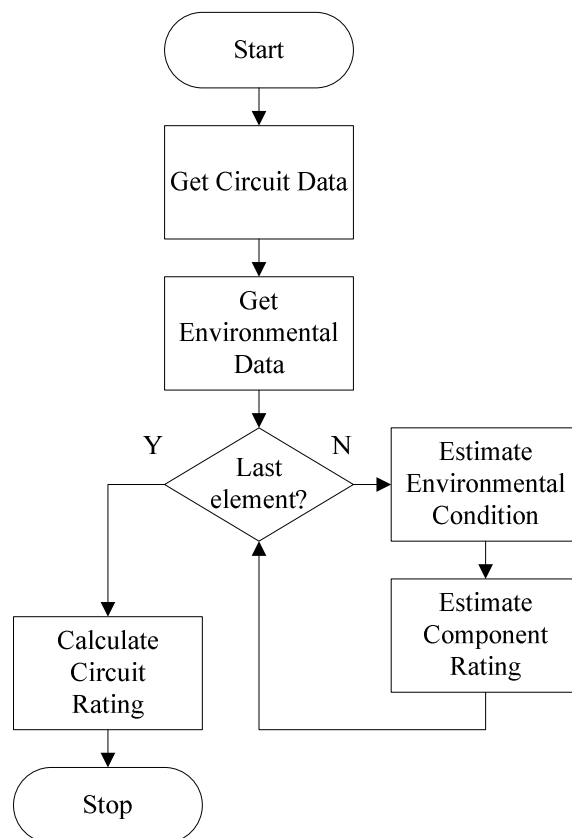 Start
Get Circuit Data
Get
Environmental
Data
Y
N
Last
element?
Estimate
Environmental
Condition
Estimate
Component
Rating
Calculate
Circuit
Rating
Stop